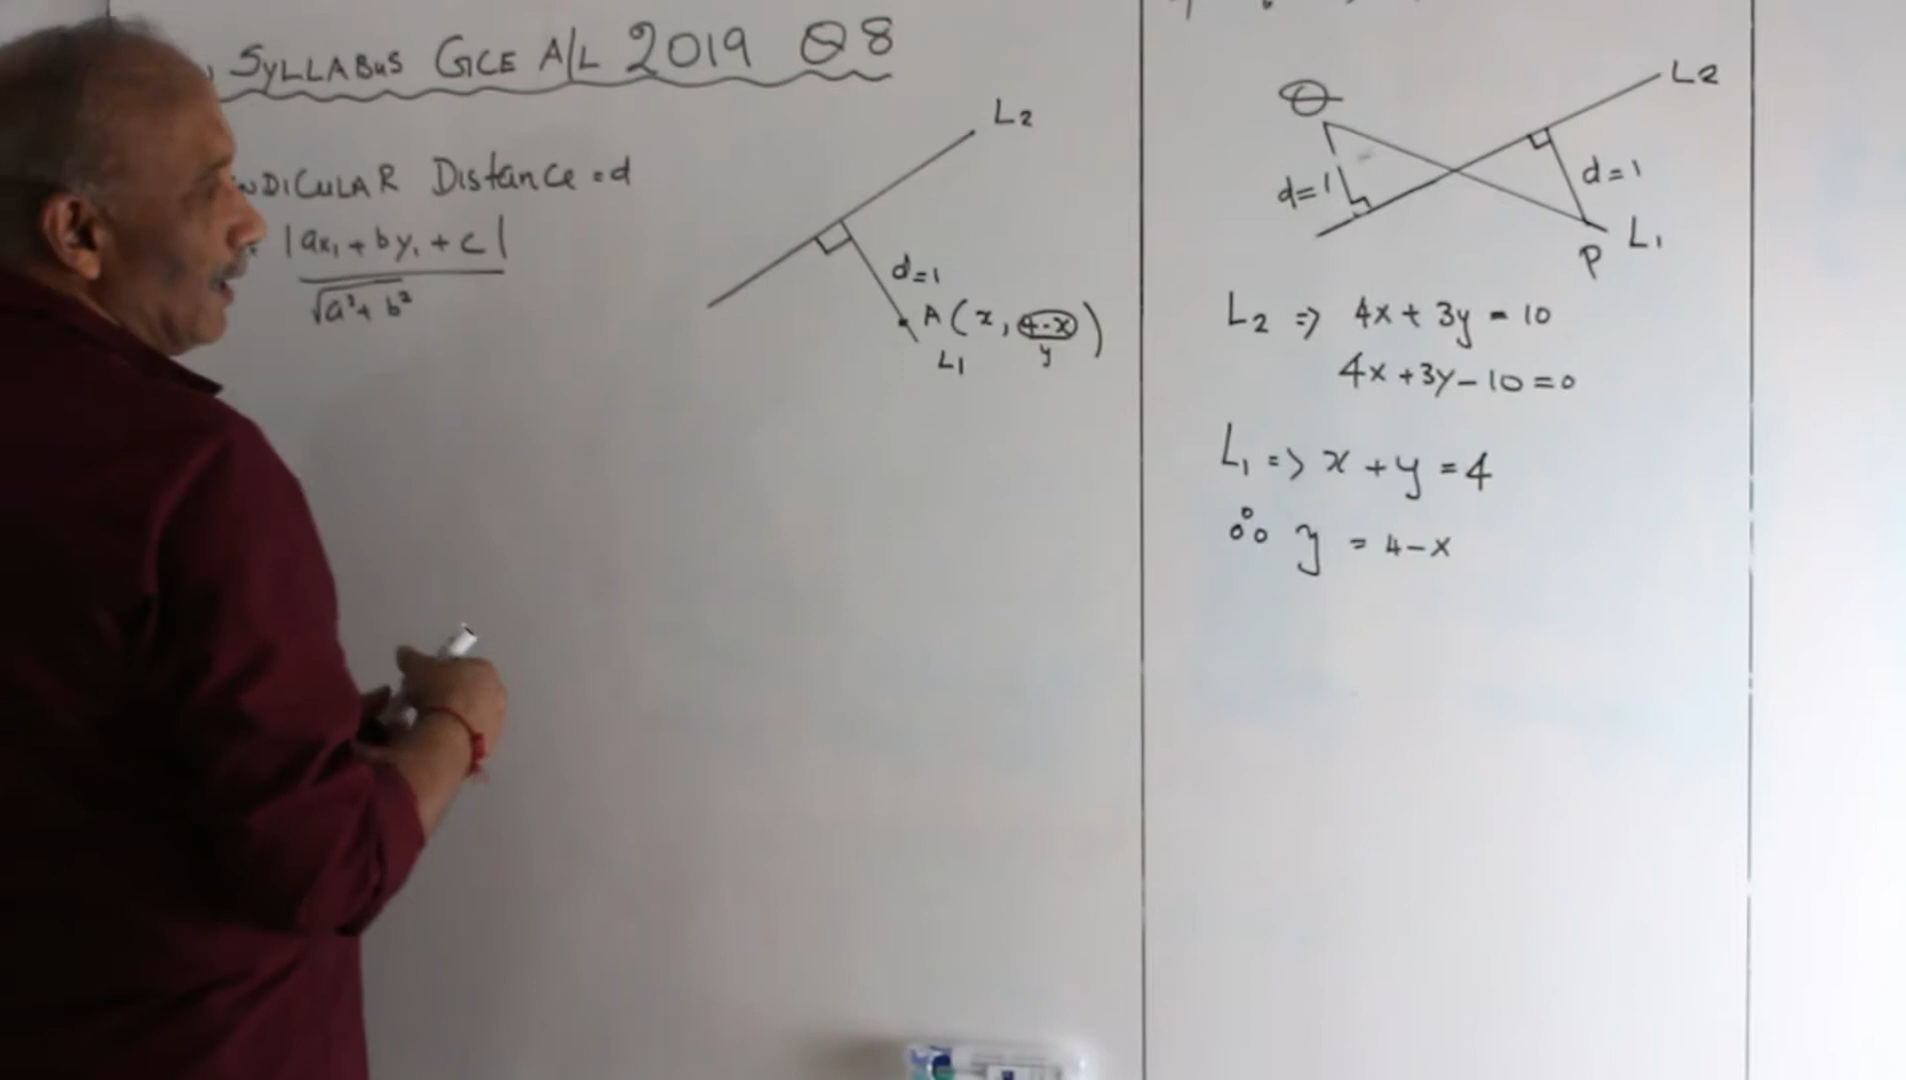 SYLLABUS GCE A/L 2019 Q8
NDICULAR Distance = d
= |ax₁ + by₁ + c|
√a² + b²
L2
d=1
A (x, 4-x)
y
L1
Q
L2
d=1
d=1
L1
P
L2 => 4x + 3y = 10
4x + 3y - 10 = 0
L1 => x + y = 4
∴ y = 4 - x